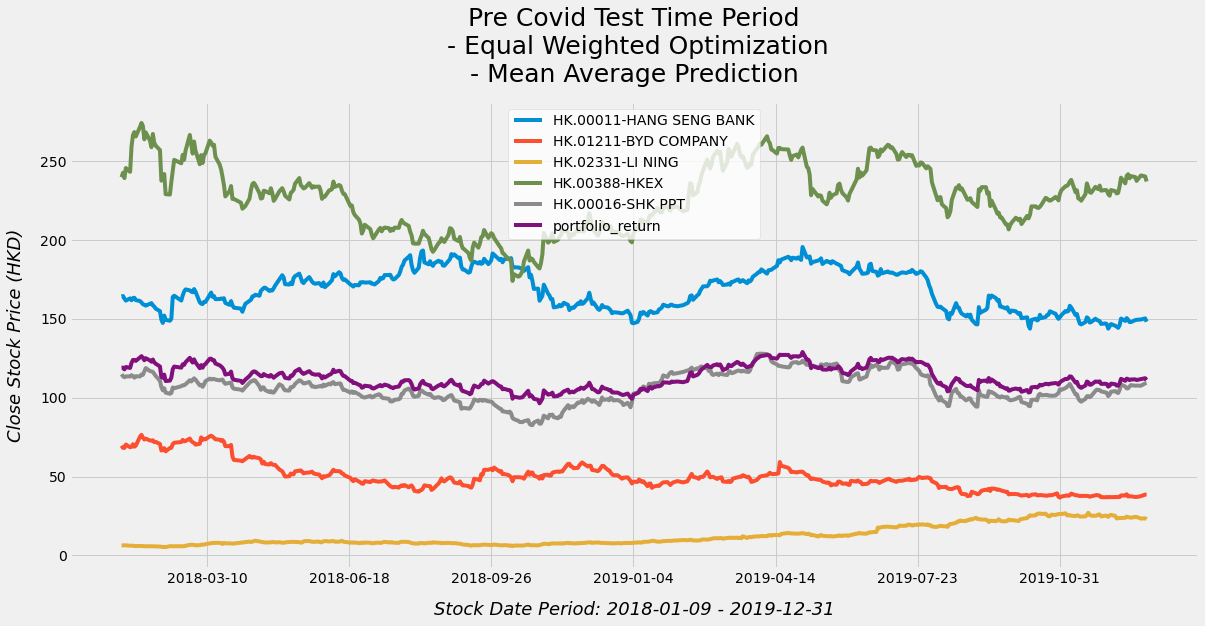 Pre Covid Test Time Period
- Equal Weighted Optimization
- Mean Average Prediction
HK.00011-HANG SENG BANK
HK.01211-BYD COMPANY
HK.02331-LI NING
HK.00388-HKEX
HK.00016-SHK PPT
portfolio_return
Close Stock Price (HKD)
250
200
150
100
50
0
2018-03-10
2018-06-18
2018-09-26
2019-01-04
2019-04-14
2019-07-23
2019-10-31
Stock Date Period: 2018-01-09 - 2019-12-31